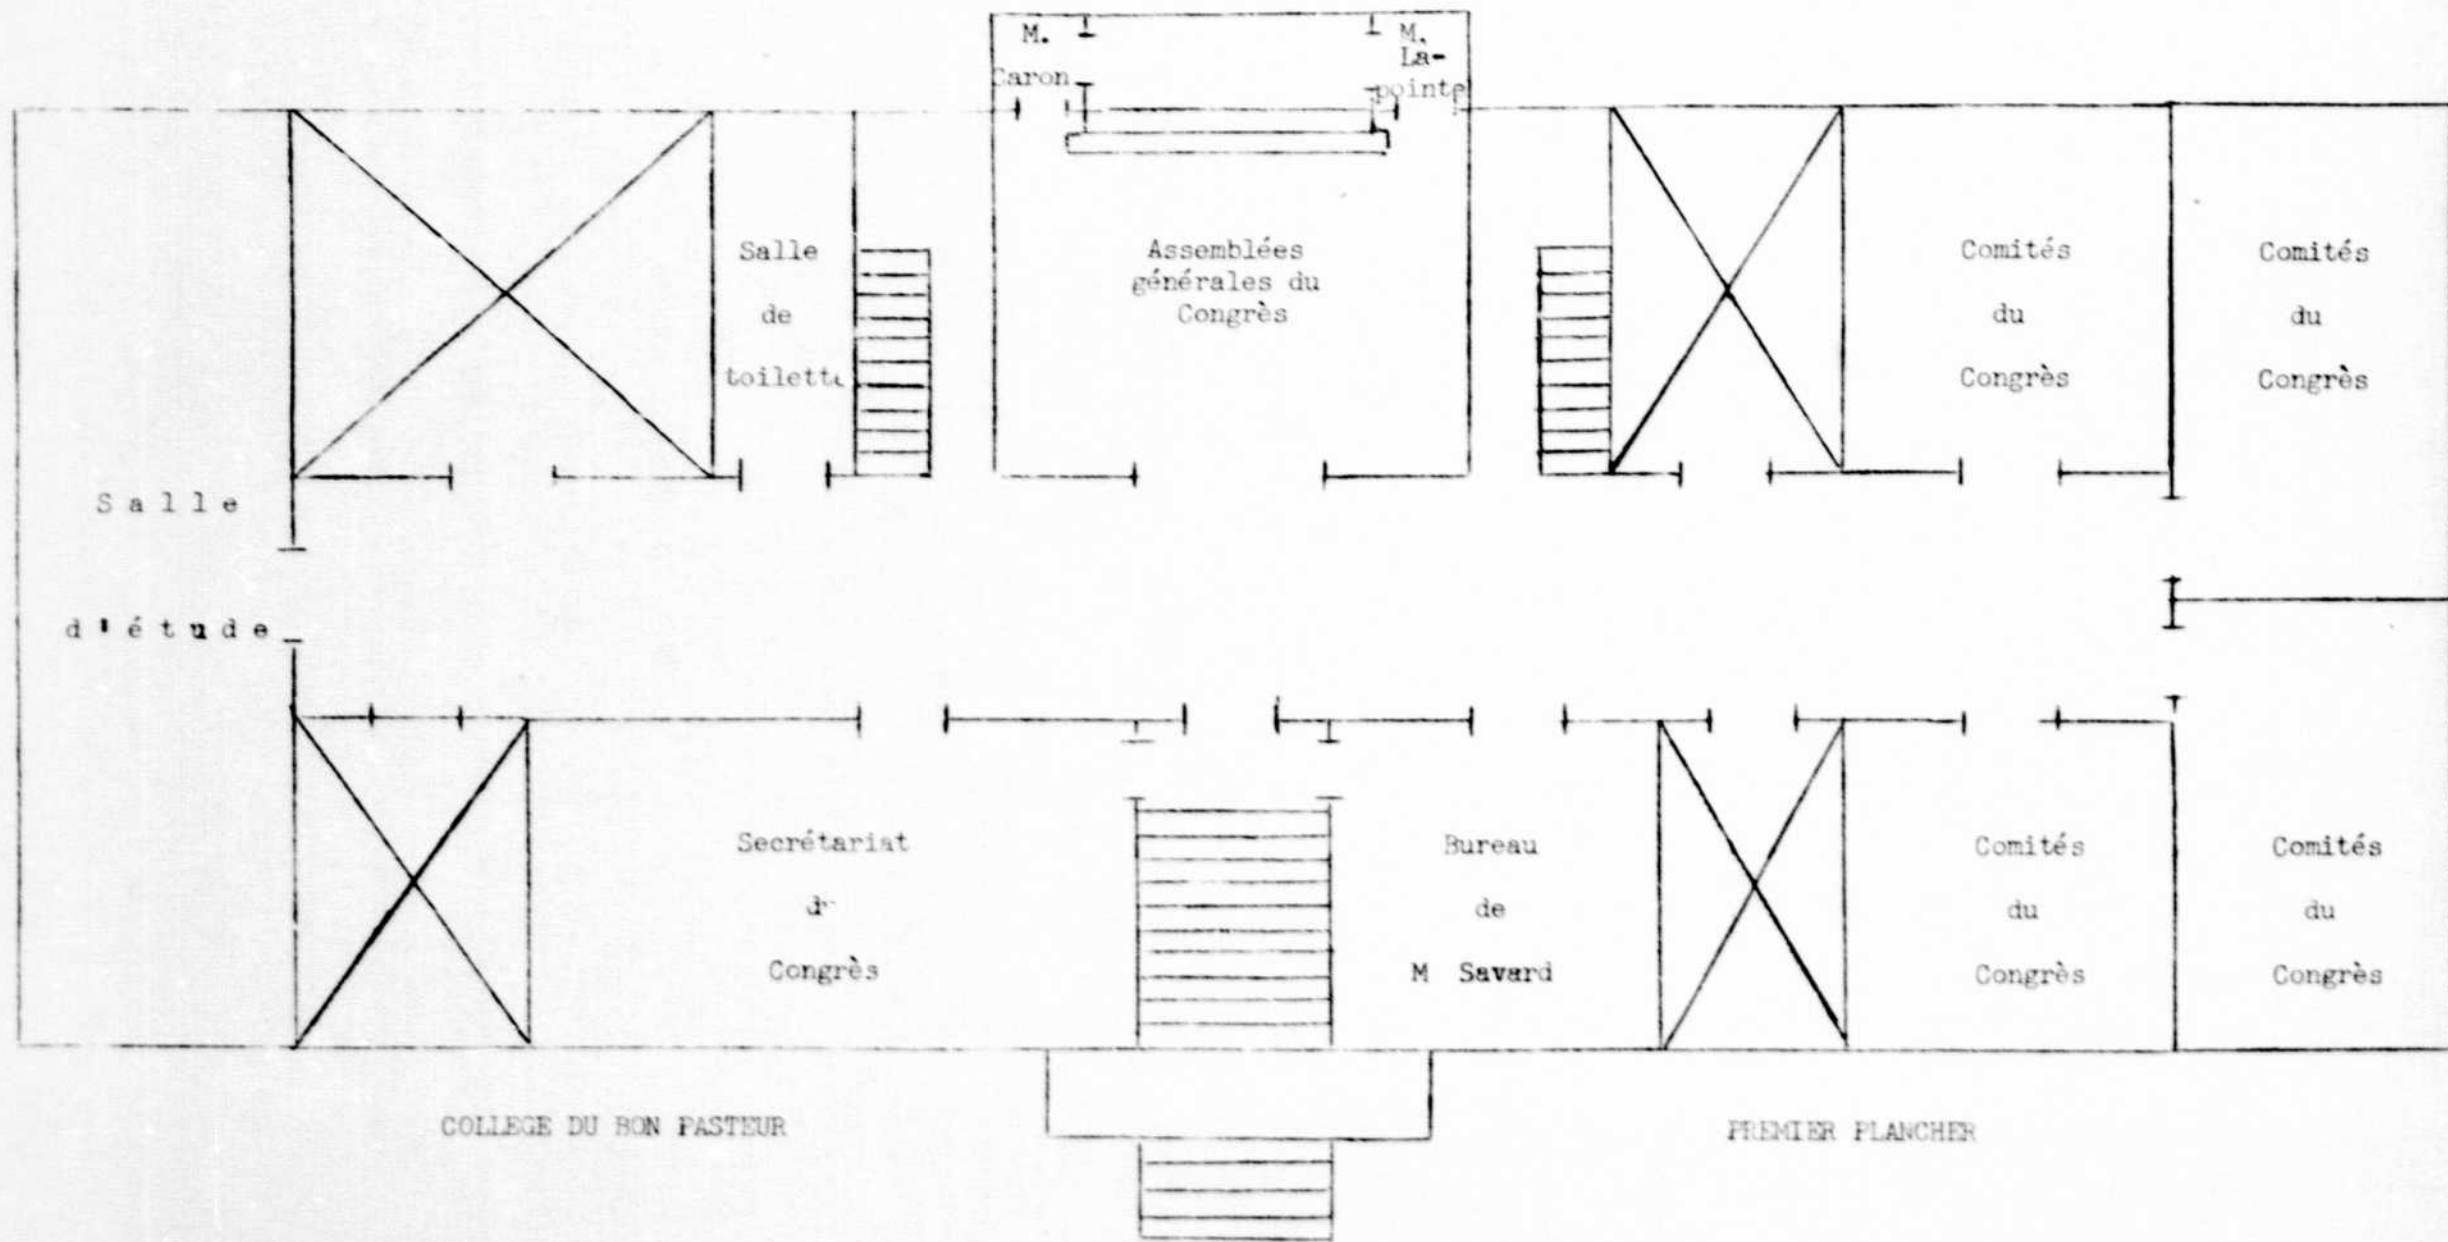 M.
Caron
M.
La-
pointe
Salle
de
toilette
Assemblées
générales du
Congrès
Comités
du
Congrès
Comités
du
Congrès
Salle
d'étude
Secrétariat
Congrès
Bureau
de
M Savard
Comités
du
Congrès
Comités
du
Congrès
COLLEGE DU BON PASTEUR
PREMIER PLANCHER